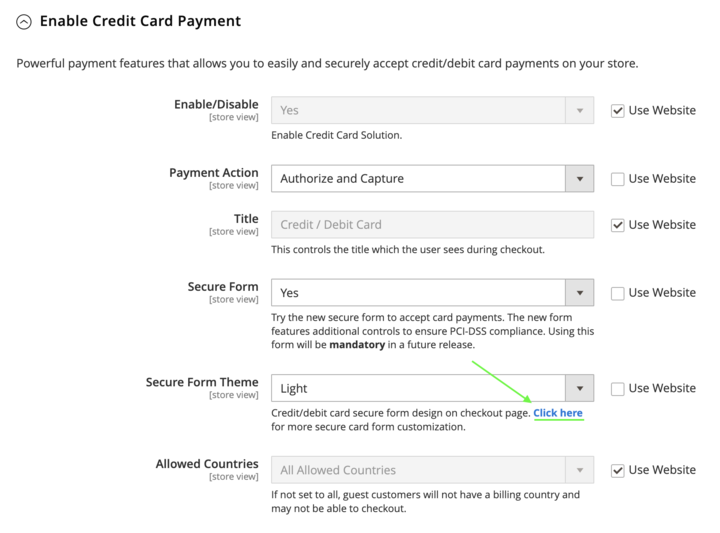 Enable Credit Card Payment
Powerful payment features that allows you to easily and securely accept credit/debit card payments on your store.
Enable/Disable
[store view]
Yes
Use Website
Enable Credit Card Solution.
Payment Action
[store view]
Authorize and Capture
Use Website
Title
[store view]
Credit / Debit Card
Use Website
This controls the title which the user sees during checkout.
Secure Form
[store view]
Yes
Use Website
Try the new secure form to accept card payments. The new form
features additional controls to ensure PCI-DSS compliance. Using this
form will be mandatory in a future release.
Secure Form Theme
[store view]
Light
Use Website
Credit/debit card secure form design on checkout page. Click here
for more secure card form customization.
Allowed Countries
[store view]
All Allowed Countries
Use Website
If not set to all, guest customers will not have a billing country and
may not be able to checkout.